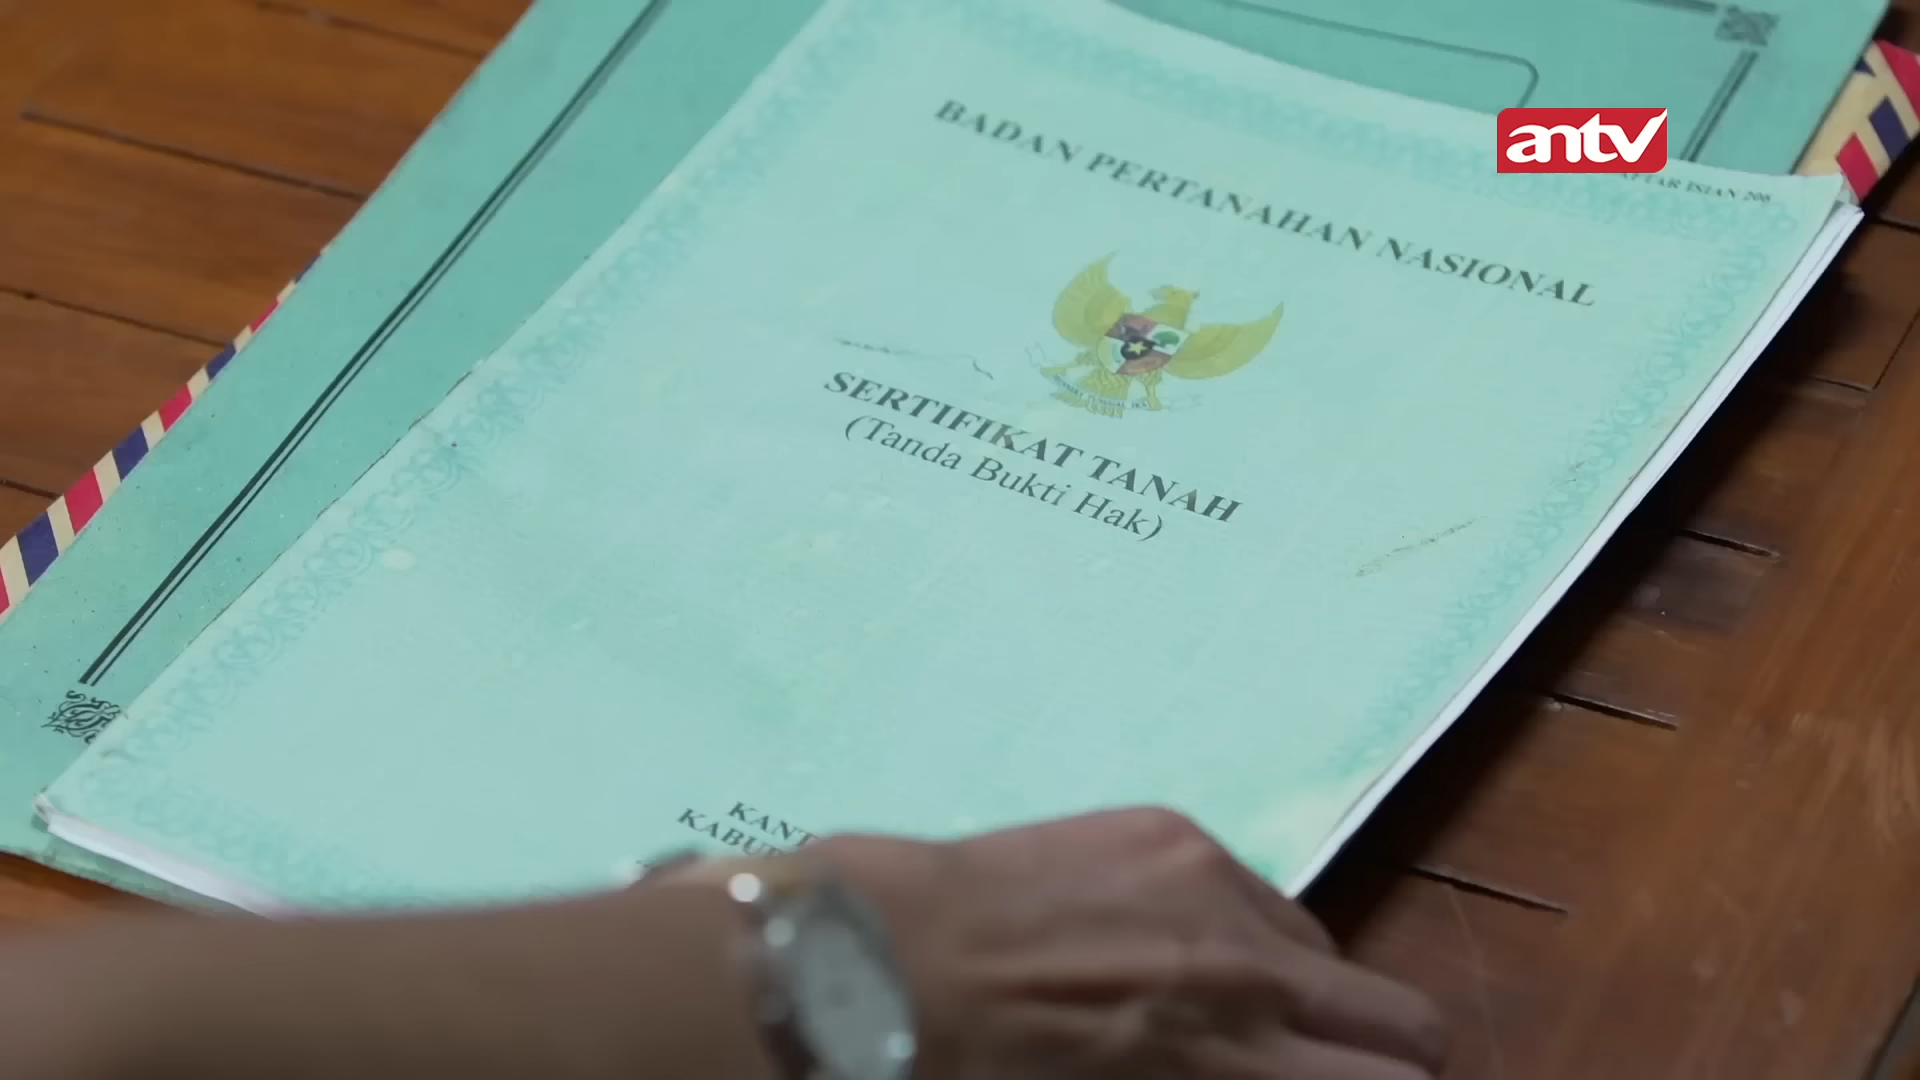 antv
BADAN PERTANAHAN NASIONAL
SERTIFIKAT TANAH
(Tanda Bukti Hak)